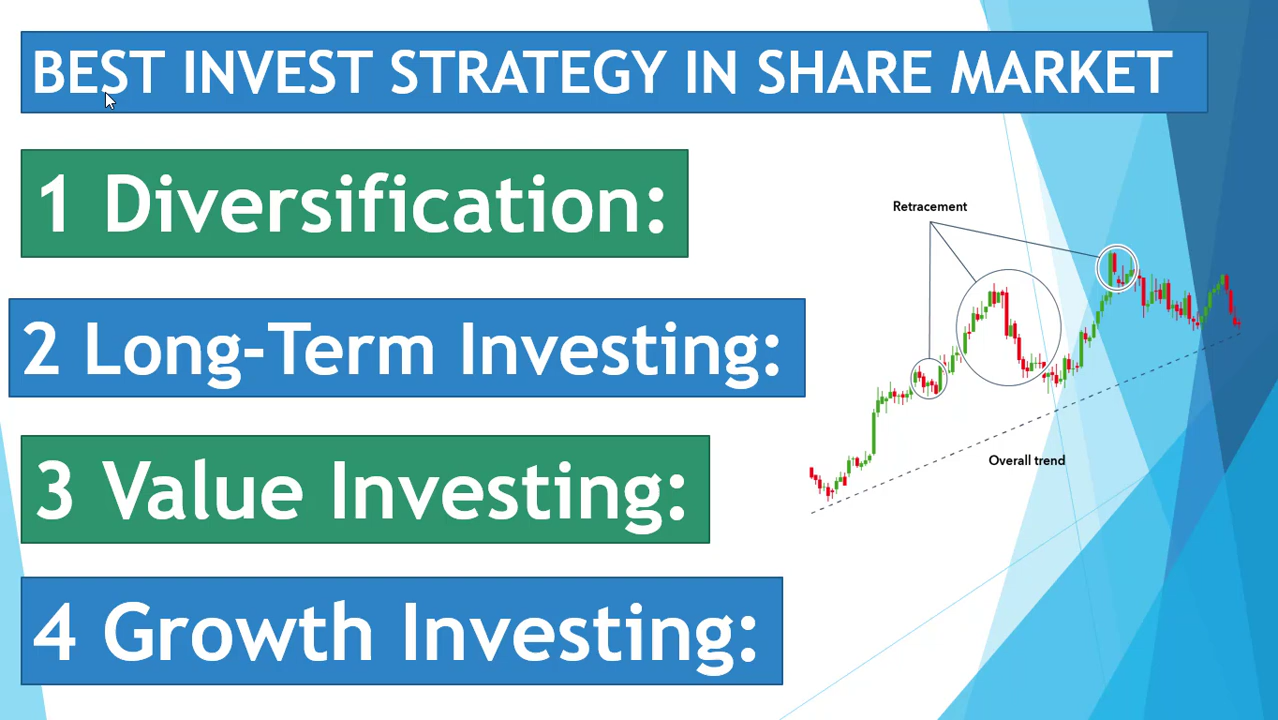 BEST INVEST STRATEGY IN SHARE MARKET
1 Diversification:
2 Long-Term Investing:
3 Value Investing:
4 Growth Investing:
Retracement
Overall trend